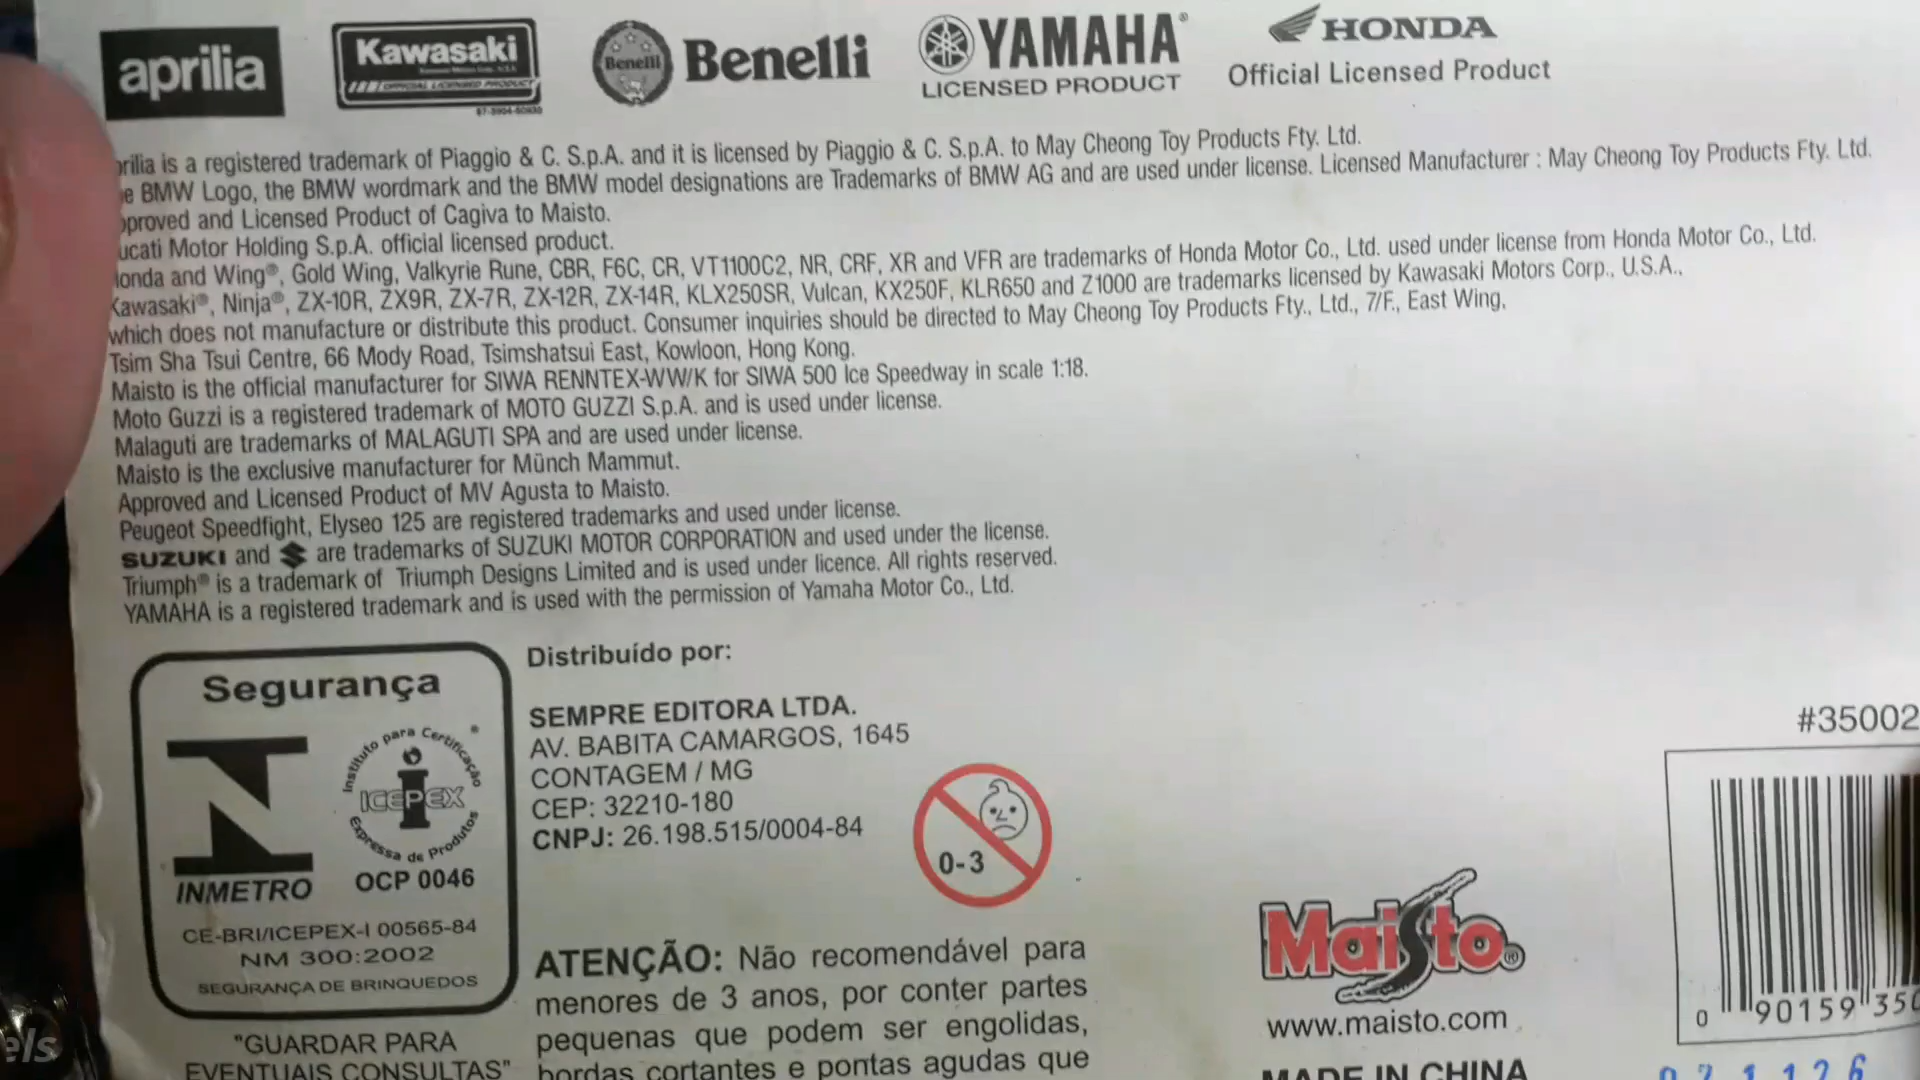 aprilia
Kawasaki
OFFICIAL LICENSED PRODUCT
Benelli
Benelli
YAMAHA®
LICENSED PRODUCT
HONDA
Official Licensed Product
prilia is a registered trademark of Piaggio & C. S.p.A. and it is licensed by Piaggio & C. S.p.A. to May Cheong Toy Products Fty. Ltd.
e BMW Logo, the BMW wordmark and the BMW model designations are Trademarks of BMW AG and are used under license. Licensed Manufacturer : May Cheong Toy Products Fty. Ltd.
pproved and Licensed Product of Cagiva to Maisto.
ucati Motor Holding S.p.A. official licensed product.
onda and Wing®, Gold Wing, Valkyrie Rune, CBR, F6C, CR, VT1100C2, NR, CRF, XR and VFR are trademarks of Honda Motor Co., Ltd. used under license from Honda Motor Co., Ltd.
Kawasaki®, Ninja®, ZX-10R, ZX9R, ZX-7R, ZX-12R, ZX-14R, KLX250SR, Vulcan, KX250F, KLR650 and Z1000 are trademarks licensed by Kawasaki Motors Corp., U.S.A.,
which does not manufacture or distribute this product. Consumer inquiries should be directed to May Cheong Toy Products Fty., Ltd., 7/F., East Wing,
Tsim Sha Tsui Centre, 66 Mody Road, Tsimshatsui East, Kowloon, Hong Kong.
Maisto is the official manufacturer for SIWA RENNTEX-WW/K for SIWA 500 Ice Speedway in scale 1:18.
Moto Guzzi is a registered trademark of MOTO GUZZI S.p.A. and is used under license.
Malaguti are trademarks of MALAGUTI SPA and are used under license.
Maisto is the exclusive manufacturer for Münch Mammut.
Approved and Licensed Product of MV Agusta to Maisto.
Peugeot Speedfight, Elyseo 125 are registered trademarks and used under license.
SUZUKI and are trademarks of SUZUKI MOTOR CORPORATION and used under the license.
Triumph® is a trademark of Triumph Designs Limited and is used under licence. All rights reserved.
YAMAHA is a registered trademark and is used with the permission of Yamaha Motor Co., Ltd.
Segurança
Instituto para Certificação
ICEPEX
Expressa de Produtos
INMETRO
OCP 0046
CE-BRI/ICEPEX-I 00565-84
NM 300:2002
SEGURANÇA DE BRINQUEDOS
"GUARDAR PARA
EVENTUAIS CONSULTAS"
Distribuído por:
SEMPRE EDITORA LTDA.
AV. BABITA CAMARGOS, 1645
CONTAGEM / MG
CEP: 32210-180
CNPJ: 26.198.515/0004-84
0-3
ATENÇÃO: Não recomendável para
menores de 3 anos, por conter partes
pequenas que podem ser engolidas,
bordas cortantes e pontas agudas que
Maisto®
www.maisto.com
MADE IN CHINA
#35002
0 90159 350
els